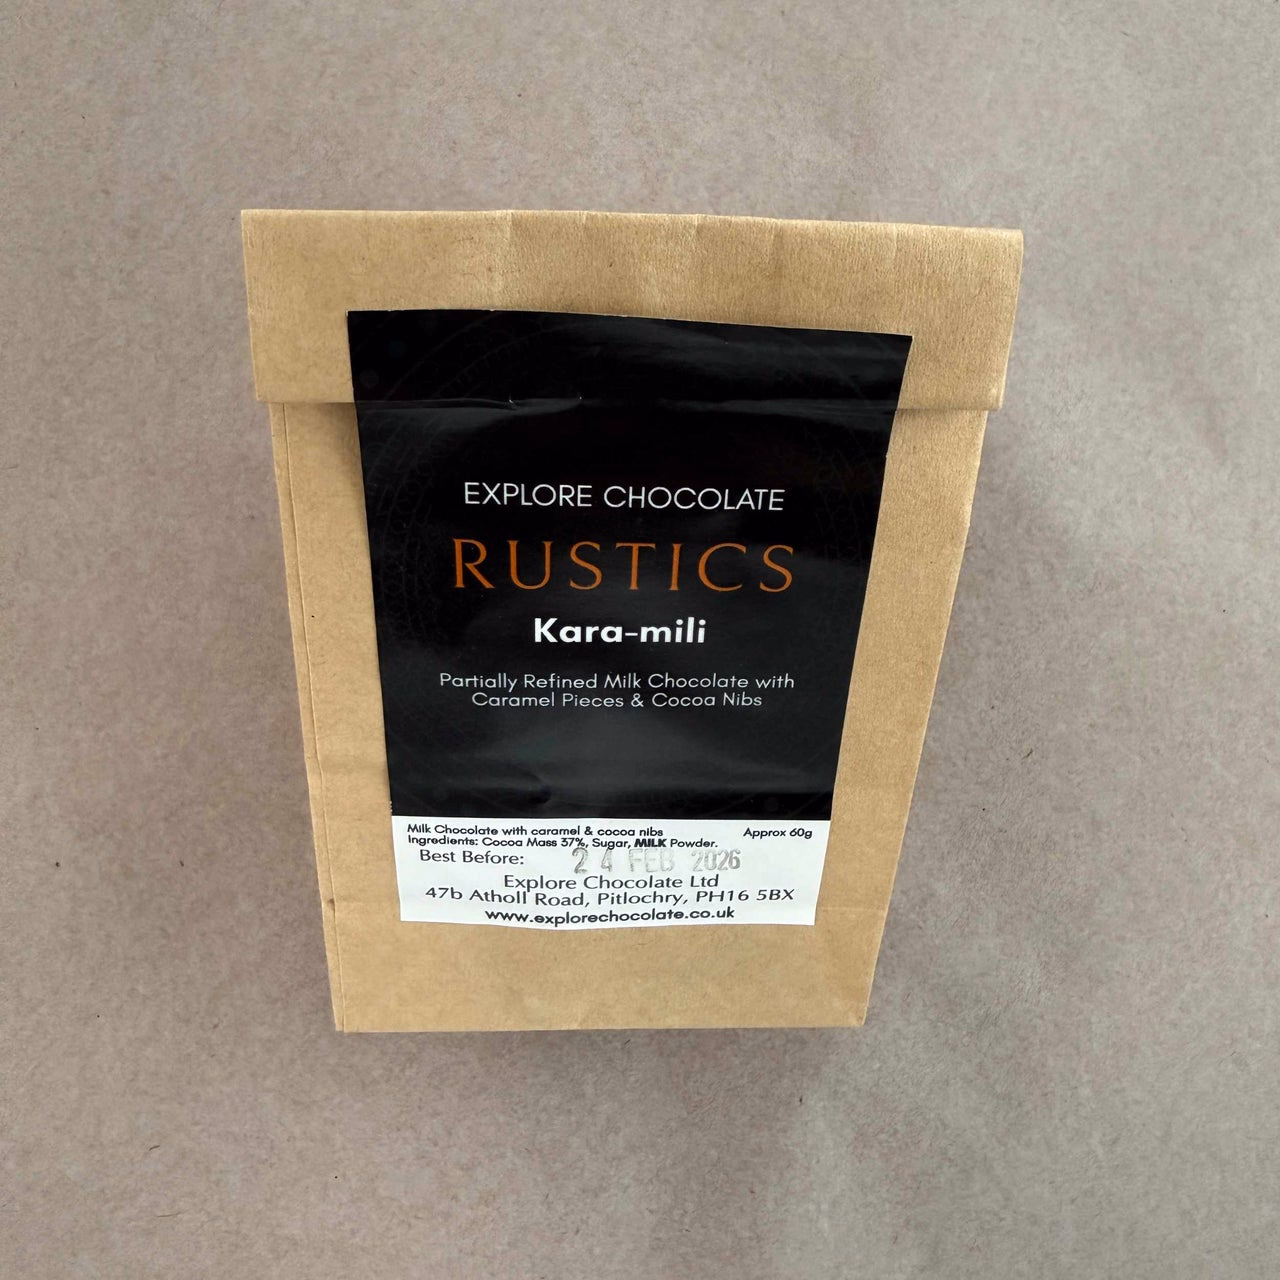 EXPLORE CHOCOLATE
RUSTICS
Kara-mili
Partially Refined Milk Chocolate with
Caramel Pieces & Cocoa Nibs
Milk Chocolate with caramel & cocoa nibs Approx 60g
Ingredients: Cocoa Mass 37%, Sugar, MILK Powder.
Best Before: 24 FEB 2026
Explore Chocolate Ltd
47b Atholl Road, Pitlochry, PH16 5BX
www.explorechocolate.co.uk